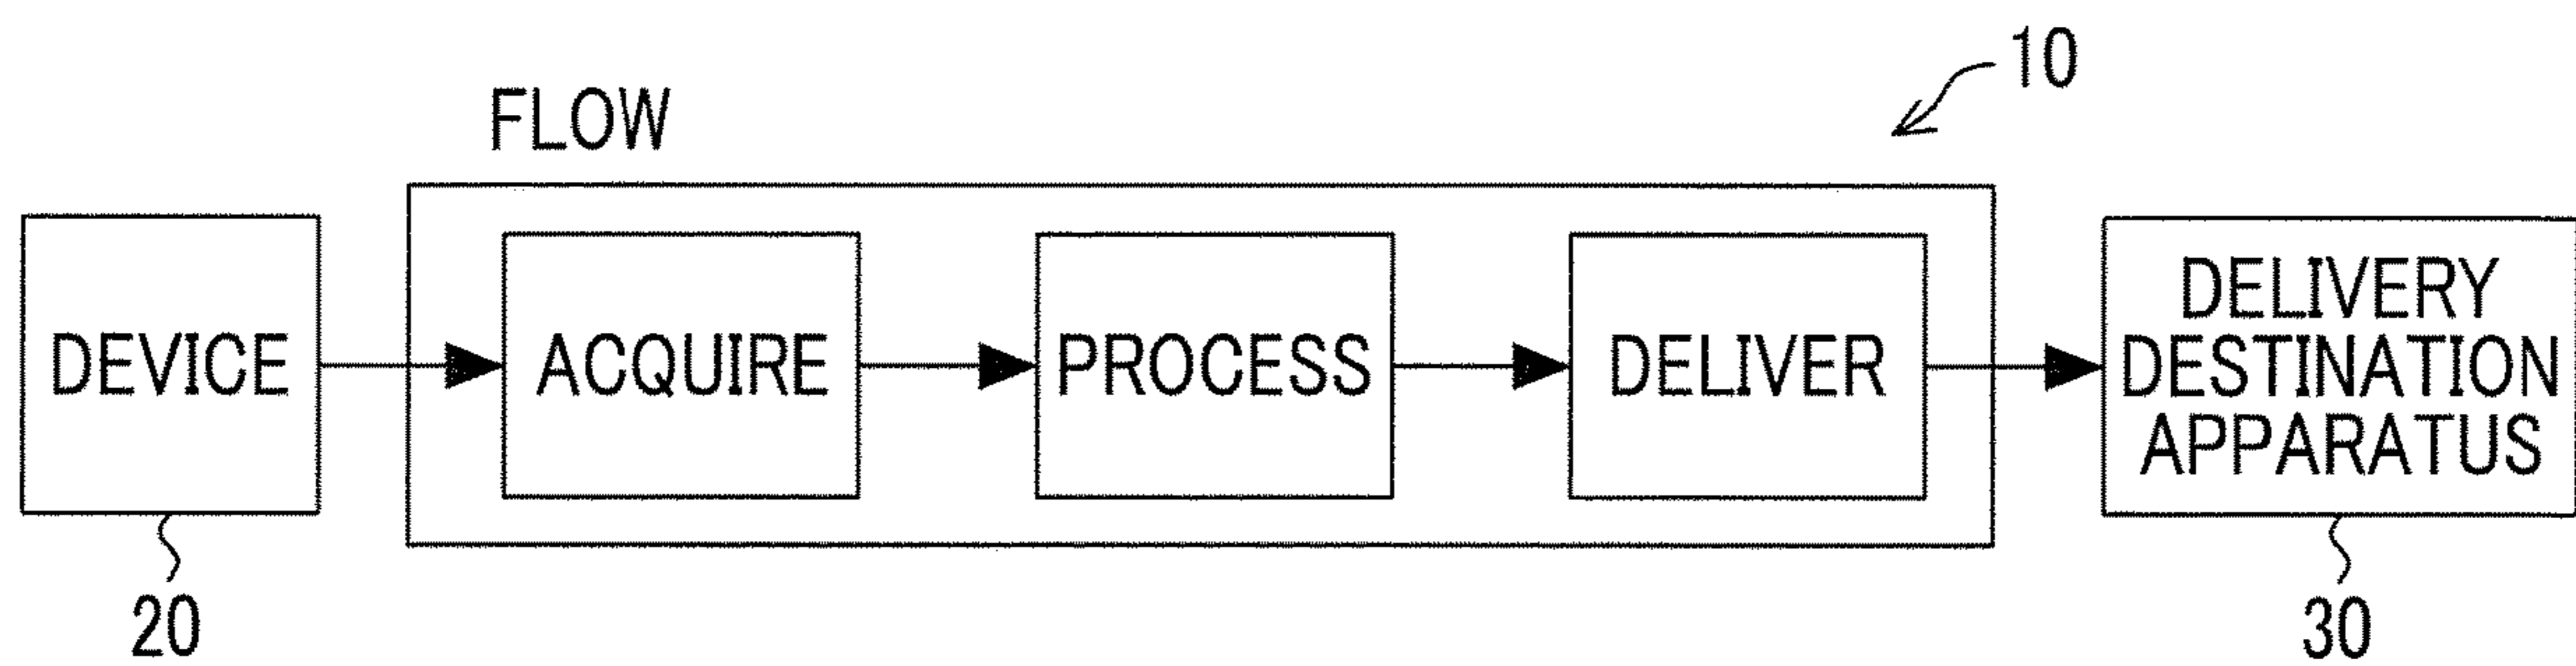 10
FLOW
DEVICE
ACQUIRE
PROCESS
DELIVER
DELIVERY
DESTINATION
APPARATUS
20
30